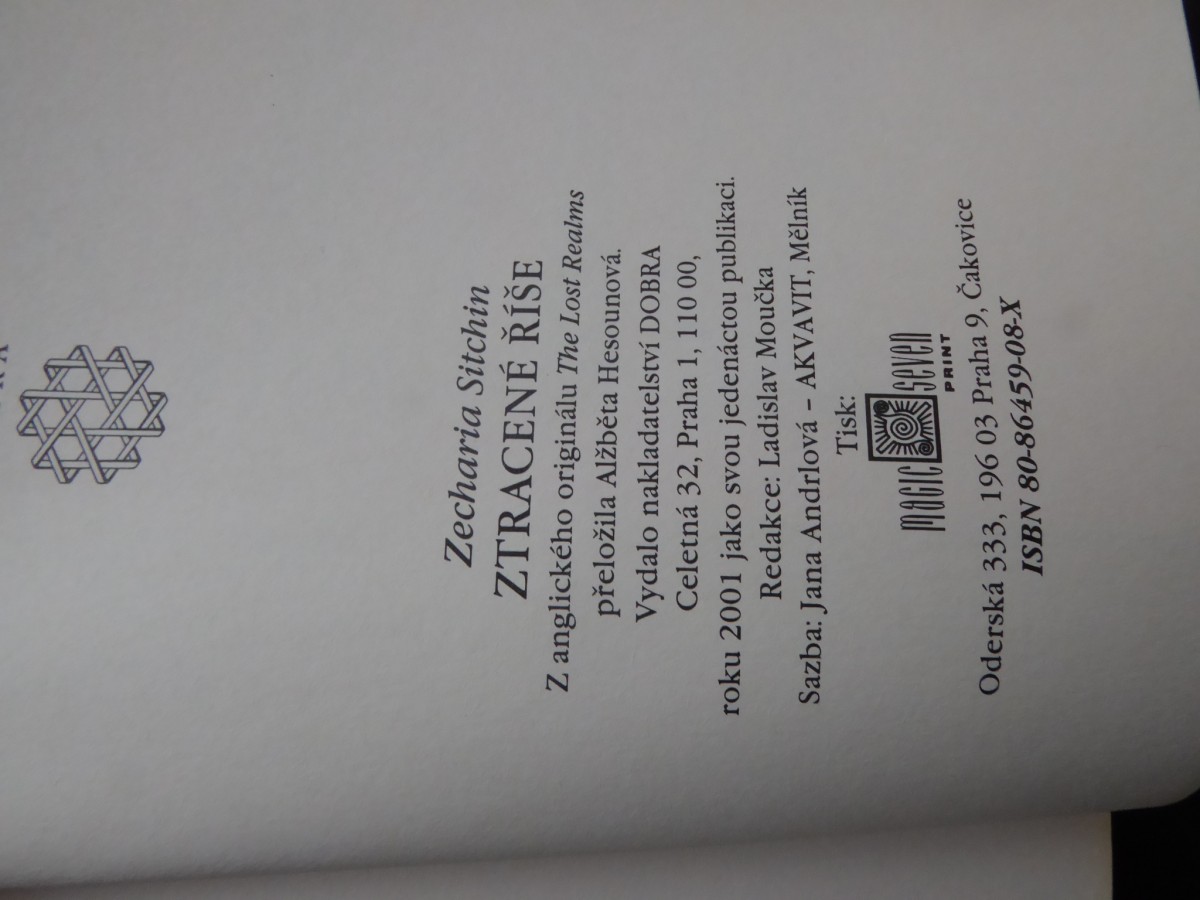 Zecharia Sitchin
ZTRACENÉ ŘÍŠE
Z anglického originálu The Lost Realms
přeložila Alžběta Hesounová.
Vydalo nakladatelství DOBRA
Celetná 32, Praha 1, 110 00,
roku 2001 jako svou jedenáctou publikaci.
Redakce: Ladislav Moučka
Sazba: Jana Andrlová – AKVAVIT, Mělník
Tisk:
MAGIC seven
PRINT
Oderská 333, 196 03 Praha 9, Čakovice
ISBN 80-86459-08-X